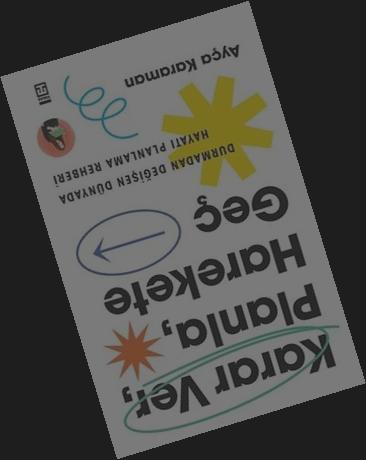 Karar Ver,
Planla,
Harekete
Geç
DURMADAN DEĞİŞEN DÜNYADA
HAYATI PLANLAMA REHBERİ
Ayça Karaman